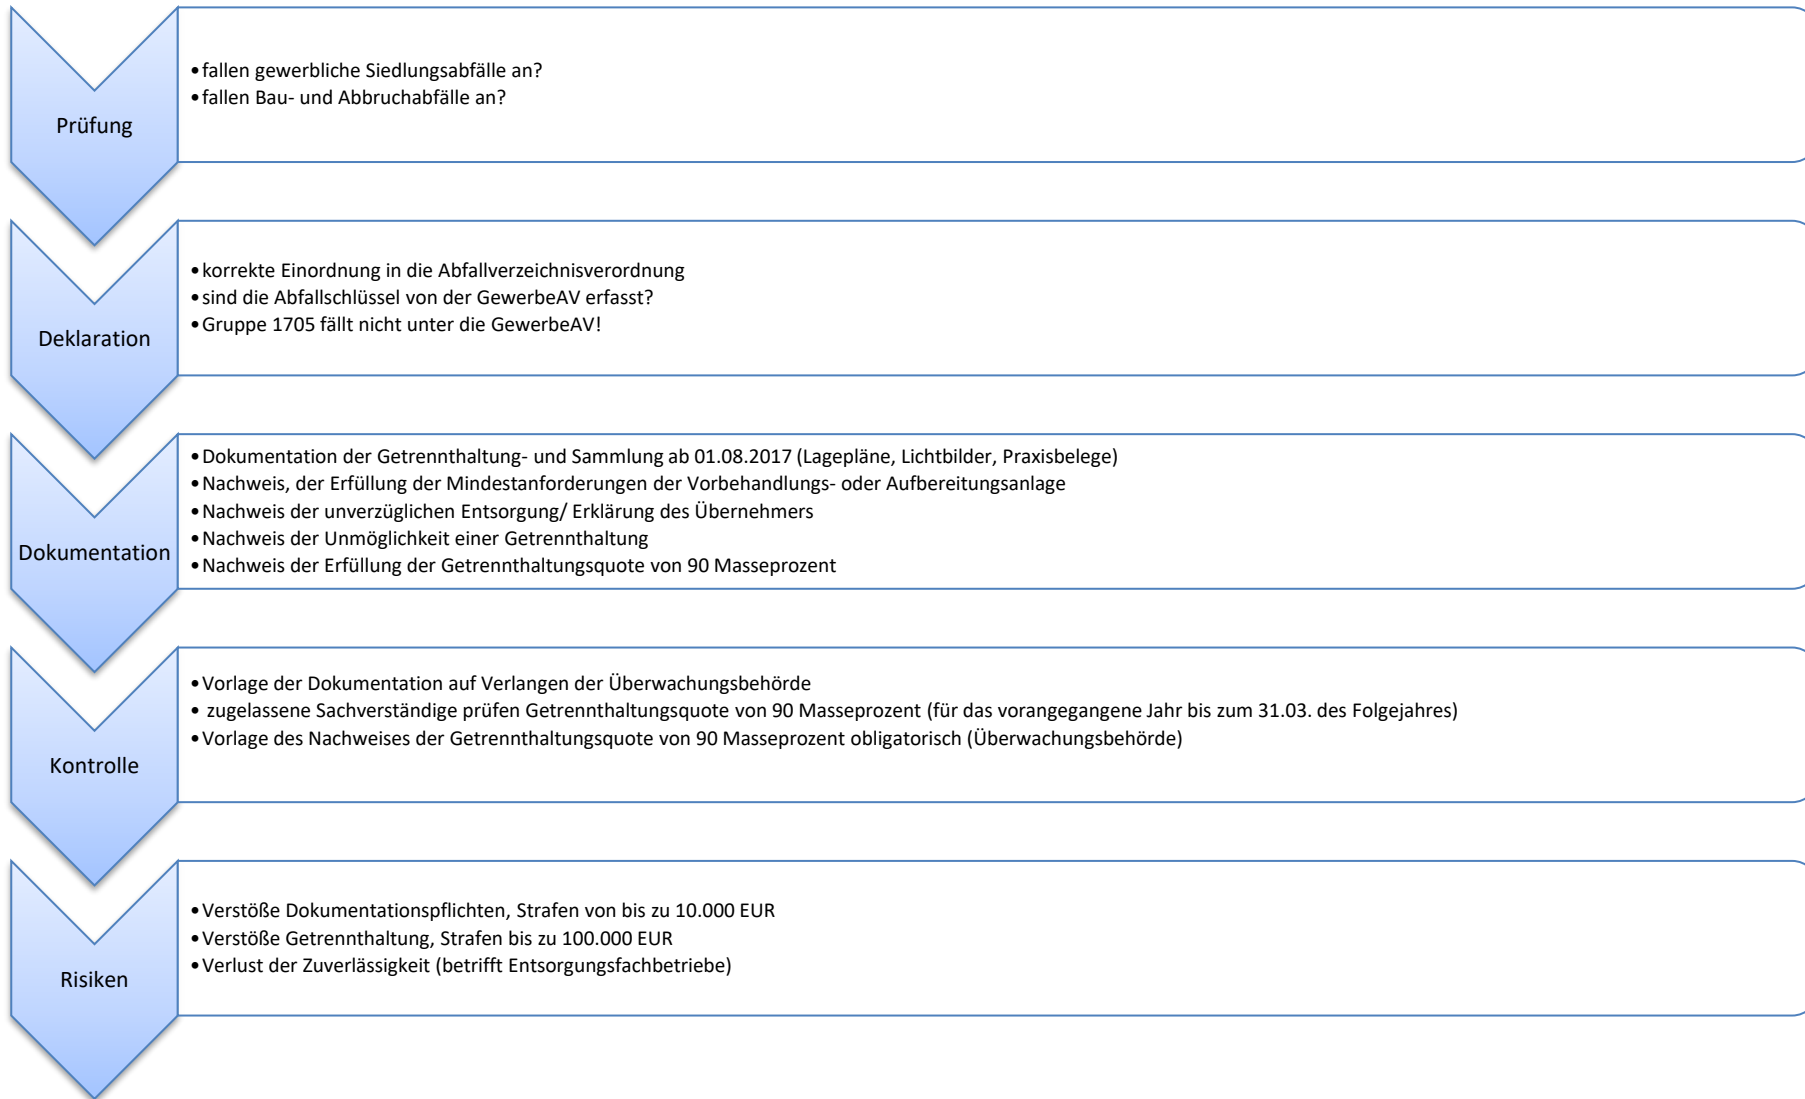 Prüfung
•fallen gewerbliche Siedlungsabfälle an?
•fallen Bau- und Abbruchabfälle an?
Deklaration
•korrekte Einordnung in die Abfallverzeichnisverordnung
•sind die Abfallschlüssel von der GewerbeAV erfasst?
•Gruppe 1705 fällt nicht unter die GewerbeAV!
Dokumentation
•Dokumentation der Getrennthaltung- und Sammlung ab 01.08.2017 (Lagepläne, Lichtbilder, Praxisbelege)
•Nachweis, der Erfüllung der Mindestanforderungen der Vorbehandlungs- oder Aufbereitungsanlage
•Nachweis der unverzüglichen Entsorgung/ Erklärung des Übernehmers
•Nachweis der Unmöglichkeit einer Getrennthaltung
•Nachweis der Erfüllung der Getrennthaltungsquote von 90 Masseprozent
Kontrolle
•Vorlage der Dokumentation auf Verlangen der Überwachungsbehörde
• zugelassene Sachverständige prüfen Getrennthaltungsquote von 90 Masseprozent (für das vorangegangene Jahr bis zum 31.03. des Folgejahres)
•Vorlage des Nachweises der Getrennthaltungsquote von 90 Masseprozent obligatorisch (Überwachungsbehörde)
Risiken
•Verstöße Dokumentationspflichten, Strafen von bis zu 10.000 EUR
•Verstöße Getrennthaltung, Strafen bis zu 100.000 EUR
•Verlust der Zuverlässigkeit (betrifft Entsorgungsfachbetriebe)